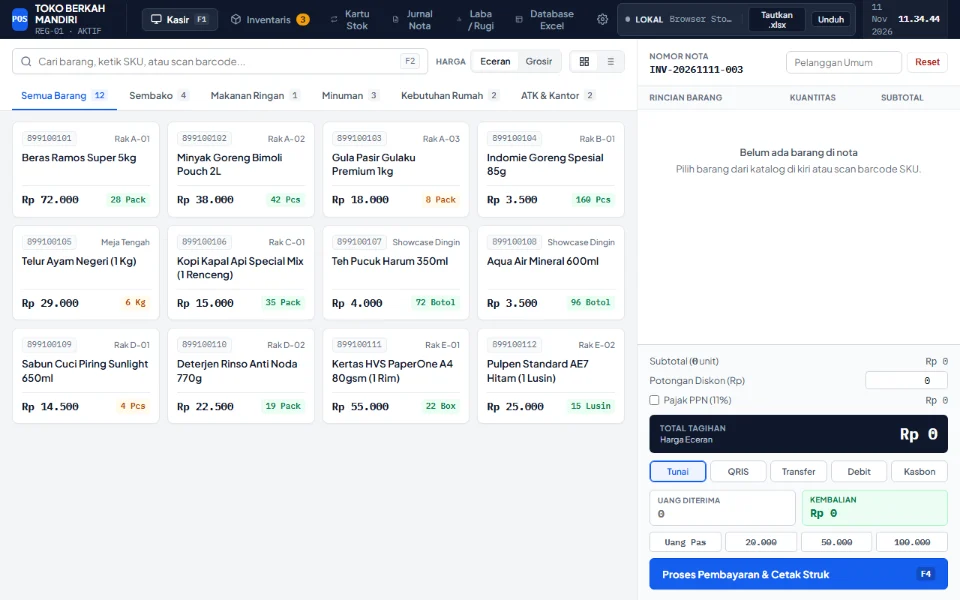 POS
TOKO BERKAH MANDIRI
REG-01 · AKTIF
Kasir F1
Inventaris 3
Kartu Stok
Jurnal Nota
Laba / Rugi
Database Excel
LOKAL Browser Sto…
Tautkan .xlsx
Unduh
11 Nov 2026
11.34.44
Cari barang, ketik SKU, atau scan barcode... F2
HARGA Eceran Grosir
Semua Barang 12
Sembako 4
Makanan Ringan 1
Minuman 3
Kebutuhan Rumah 2
ATK & Kantor 2
899100101 Rak A-01
Beras Ramos Super 5kg
Rp 72.000 28 Pack
899100102 Rak A-02
Minyak Goreng Bimoli Pouch 2L
Rp 38.000 42 Pcs
899100103 Rak A-03
Gula Pasir Gulaku Premium 1kg
Rp 18.000 8 Pack
899100104 Rak B-01
Indomie Goreng Spesial 85g
Rp 3.500 160 Pcs
899100105 Meja Tengah
Telur Ayam Negeri (1 Kg)
Rp 29.000 6 Kg
899100106 Rak C-01
Kopi Kapal Api Special Mix (1 Renceng)
Rp 15.000 35 Pack
899100107 Showcase Dingin
Teh Pucuk Harum 350ml
Rp 4.000 72 Botol
899100108 Showcase Dingin
Aqua Air Mineral 600ml
Rp 3.500 96 Botol
899100109 Rak D-01
Sabun Cuci Piring Sunlight 650ml
Rp 14.500 4 Pcs
899100110 Rak D-02
Deterjen Rinso Anti Noda 770g
Rp 22.500 19 Pack
899100111 Rak E-01
Kertas HVS PaperOne A4 80gsm (1 Rim)
Rp 55.000 22 Box
899100112 Rak E-02
Pulpen Standard AE7 Hitam (1 Lusin)
Rp 25.000 15 Lusin
NOMOR NOTA
INV-20261111-003
Pelanggan Umum
Reset
RINCIAN BARANG KUANTITAS SUBTOTAL
Belum ada barang di nota
Pilih barang dari katalog di kiri atau scan barcode SKU.
Subtotal (0 unit) Rp 0
Potongan Diskon (Rp) 0
Pajak PPN (11%) Rp 0
TOTAL TAGIHAN
Harga Eceran
Rp 0
Tunai QRIS Transfer Debit Kasbon
UANG DITERIMA
0
KEMBALIAN
Rp 0
Uang Pas 20.000 50.000 100.000
Proses Pembayaran & Cetak Struk F4